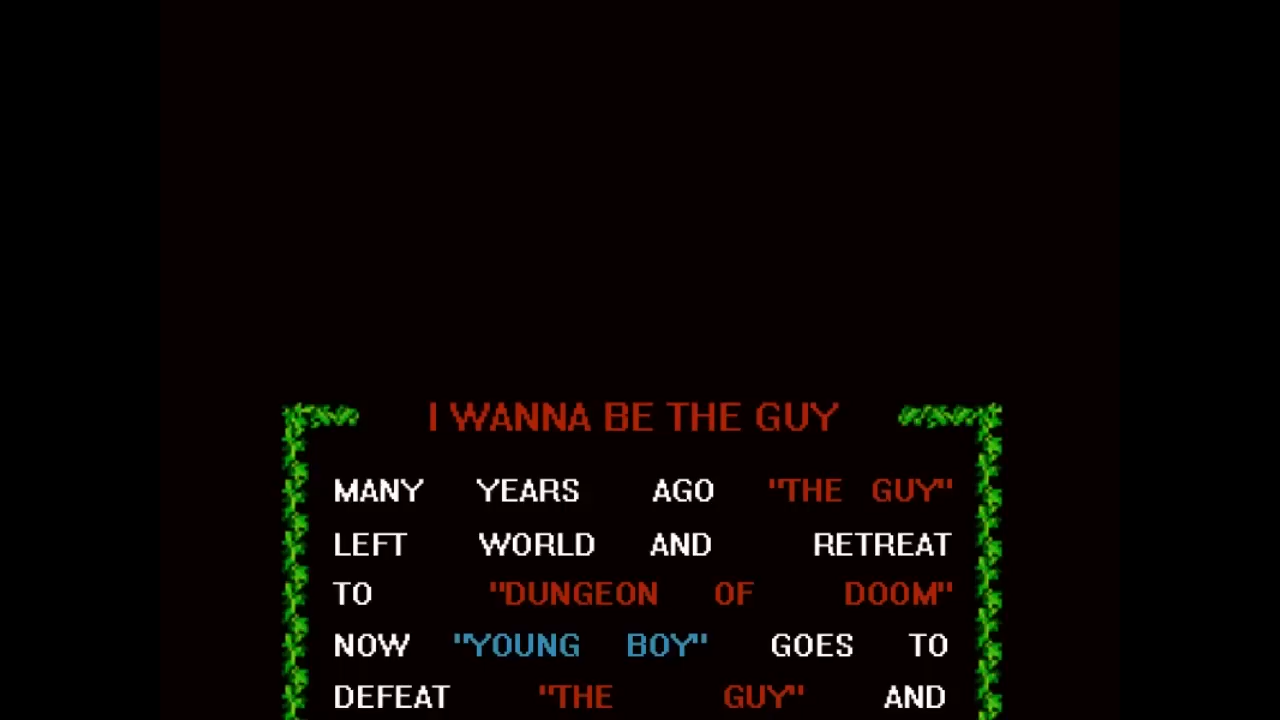 I WANNA BE THE GUY
MANY YEARS AGO "THE GUY"
LEFT WORLD AND RETREAT
TO "DUNGEON OF DOOM"
NOW "YOUNG BOY" GOES TO
DEFEAT "THE GUY" AND